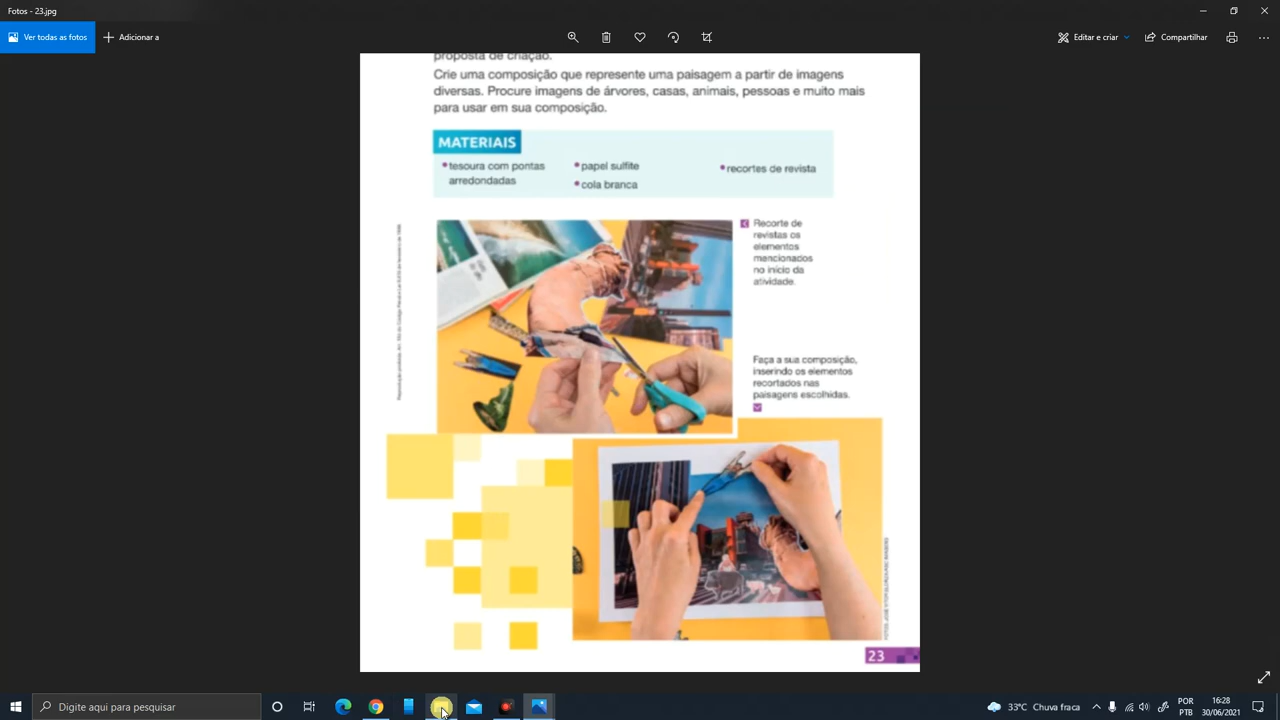 Fotos - 23.jpg
Ver todas as fotos
Adicionar a
Editar e criar
Compartilhar
proposta de criação.
Crie uma composição que represente uma paisagem a partir de imagens
diversas. Procure imagens de árvores, casas, animais, pessoas e muito mais
para usar em sua composição.
MATERIAIS
tesoura com pontas
arredondadas
papel sulfite
cola branca
recortes de revista
Recorte de
revistas os
elementos
mencionados
no início da
atividade.
Faça a sua composição,
inserindo os elementos
recortados nas
paisagens escolhidas.
23
Digite aqui para pesquisar
33°C Chuva fraca
POR
PTB
16:28
30/06/2021